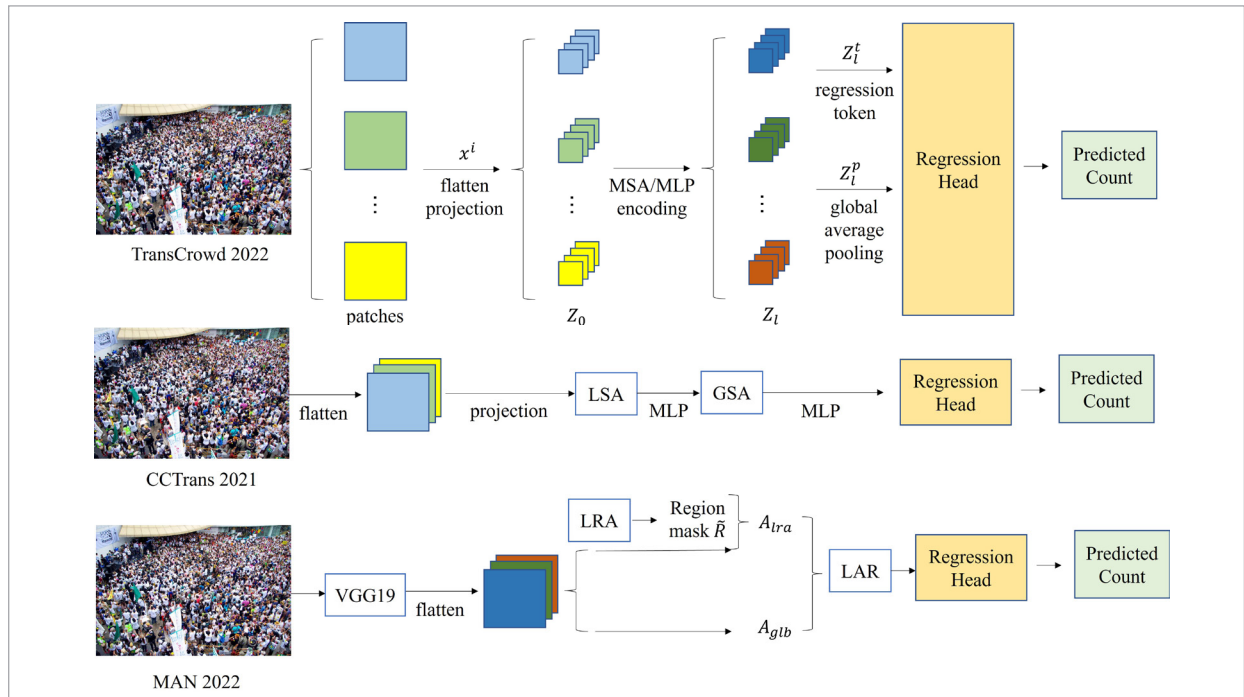 TransCrowd 2022
⋮
patches
xⁱ
flatten
projection
⋮
Z₀
MSA/MLP
encoding
⋮
Z_l
Z_l^t
regression
token
Z_l^p
global
average
pooling
Regression
Head
Predicted
Count
CCTrans 2021
flatten
projection
LSA
MLP
GSA
MLP
Regression
Head
Predicted
Count
MAN 2022
VGG19
flatten
LRA
Region
mask R̃
A_lra
A_glb
LAR
Regression
Head
Predicted
Count